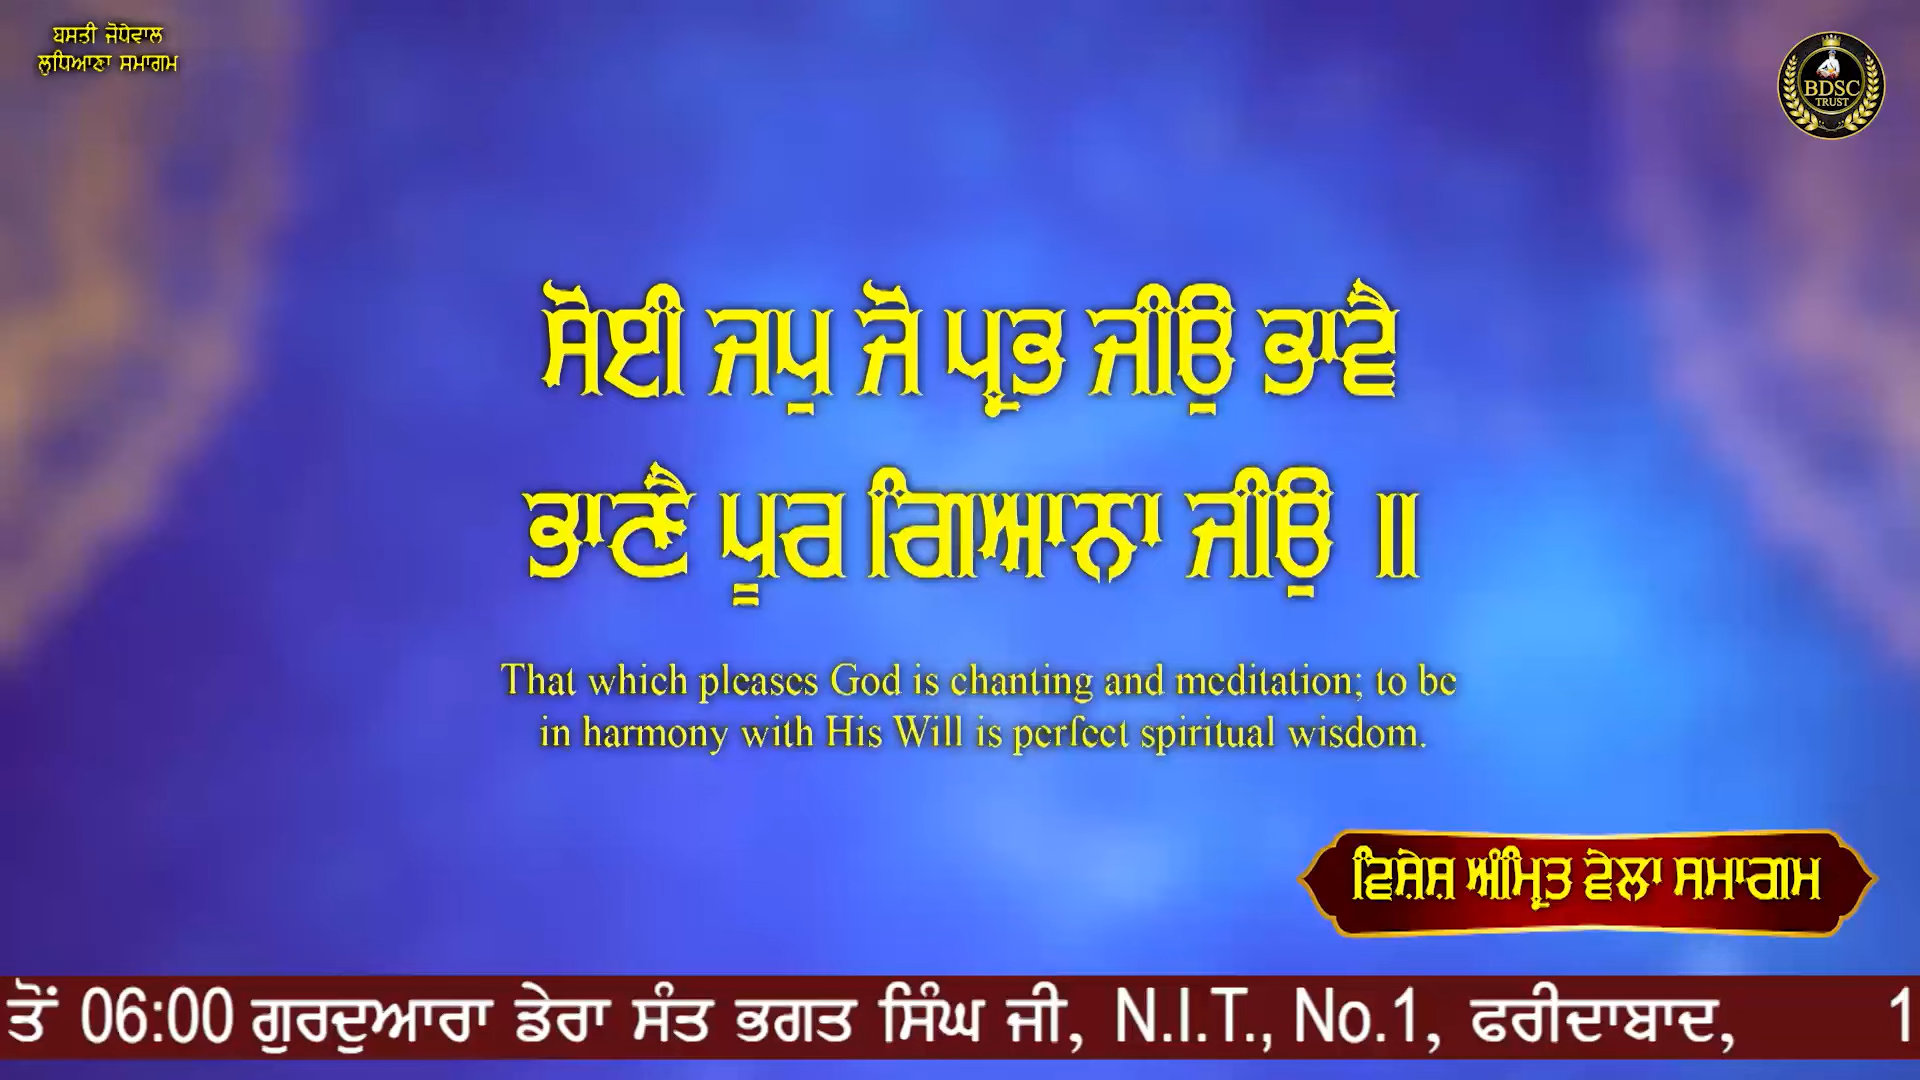 ਬਸਤੀ ਜੋਧੇਵਾਲ
ਲੁਧਿਆਣਾ ਸਮਾਗਮ
BDSC
TRUST
ਸੋਈ ਜਪੁ ਜੋ ਪ੍ਰਭ ਜੀਉ ਭਾਵੈ
ਭਾਣੈ ਪੂਰ ਗਿਆਨਾ ਜੀਉ ॥
That which pleases God is chanting and meditation; to be
in harmony with His Will is perfect spiritual wisdom.
ਵਿਸ਼ੇਸ਼ ਅੰਮ੍ਰਿਤ ਵੇਲਾ ਸਮਾਗਮ
ਤੋਂ 06:00 ਗੁਰਦੁਆਰਾ ਡੇਰਾ ਸੰਤ ਭਗਤ ਸਿੰਘ ਜੀ, N.I.T., No.1, ਫਰੀਦਾਬਾਦ, 1